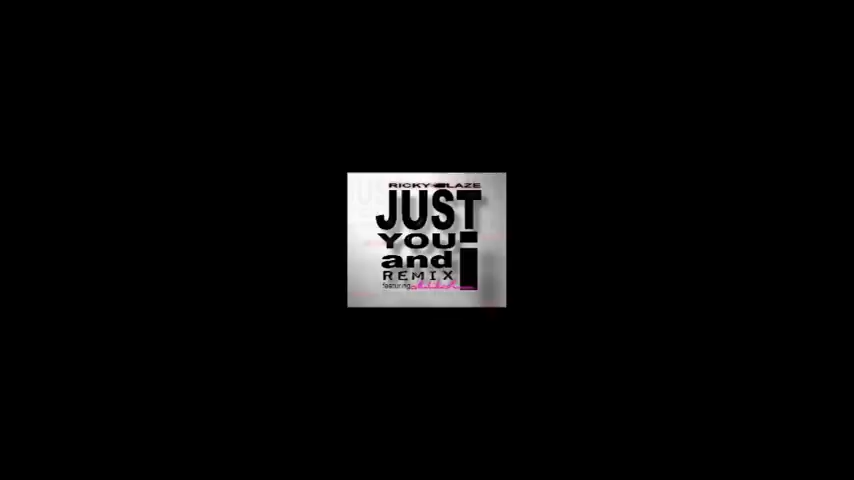 RICKY BLAZE
JUST
YOU
and i
REMIX
featuring